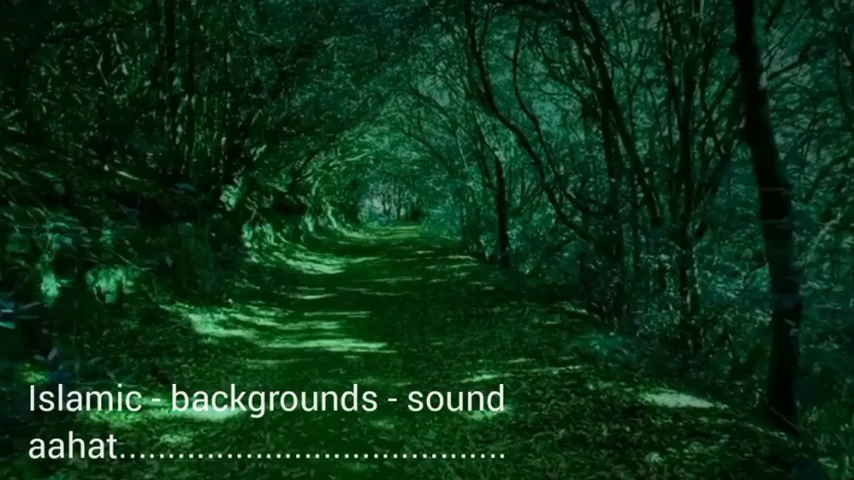 Islamic - backgrounds - sound
aahat.......................................